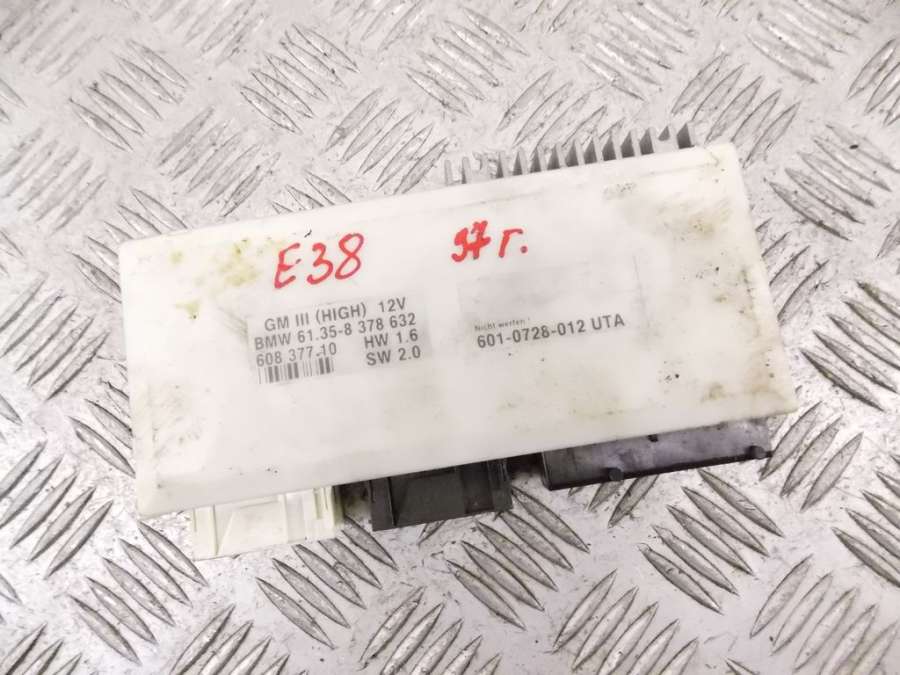 E38 97 г.
GM III (HIGH) 12V
BMW 61.35-8 378 632
608 377.10 HW 1.6
SW 2.0
Nicht werfen!
601-0728-012 UTA